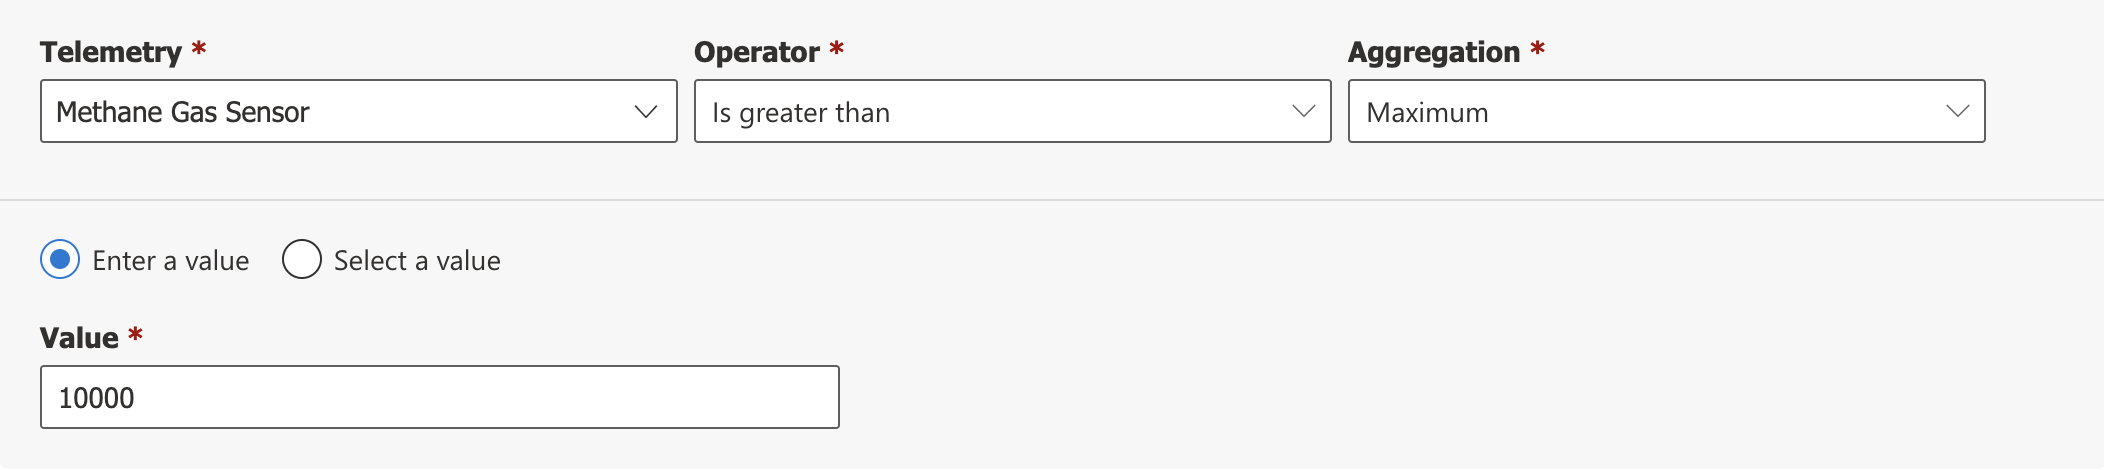 Telemetry * Operator * Aggregation *
Methane Gas Sensor Is greater than Maximum
Enter a value Select a value
Value *
10000